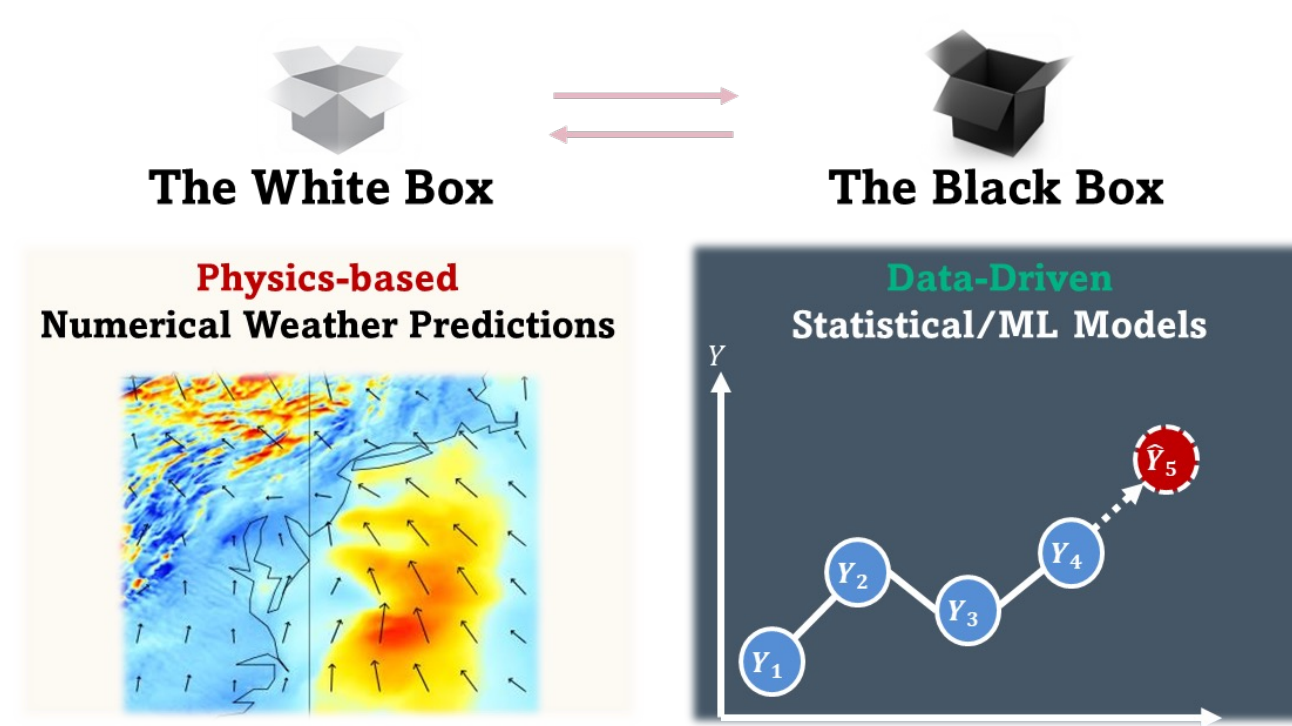 The White Box
The Black Box
Physics-based
Numerical Weather Predictions
Data-Driven
Statistical/ML Models
Y
Ŷ₅
Y₄
Y₂
Y₃
Y₁